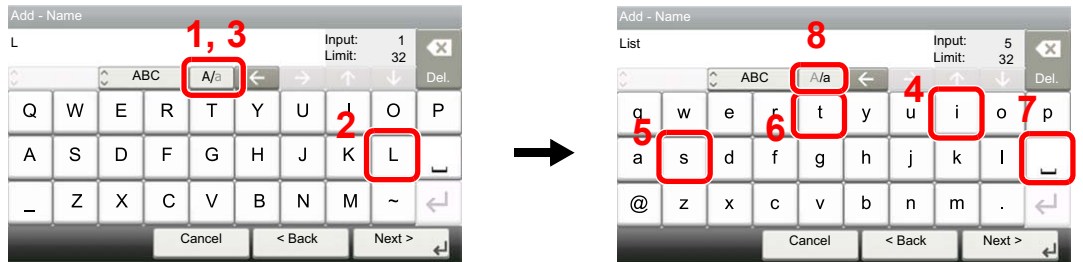 Add - Name
L
1, 3
Input: 1
Limit: 32
ABC
A/a
← → ↑ ↓
Del.
Q W E R T Y U I O P
2
A S D F G H J K L ⎵
_ Z X C V B N M ~ ↵
Cancel
< Back
Next >
Add - Name
List
8
Input: 5
Limit: 32
ABC
A/a
← → ↑ ↓
Del.
4
7
q w e r t y u i o p
5
6
a s d f g h j k l ⎵
@ z x c v b n m . ↵
Cancel
< Back
Next >